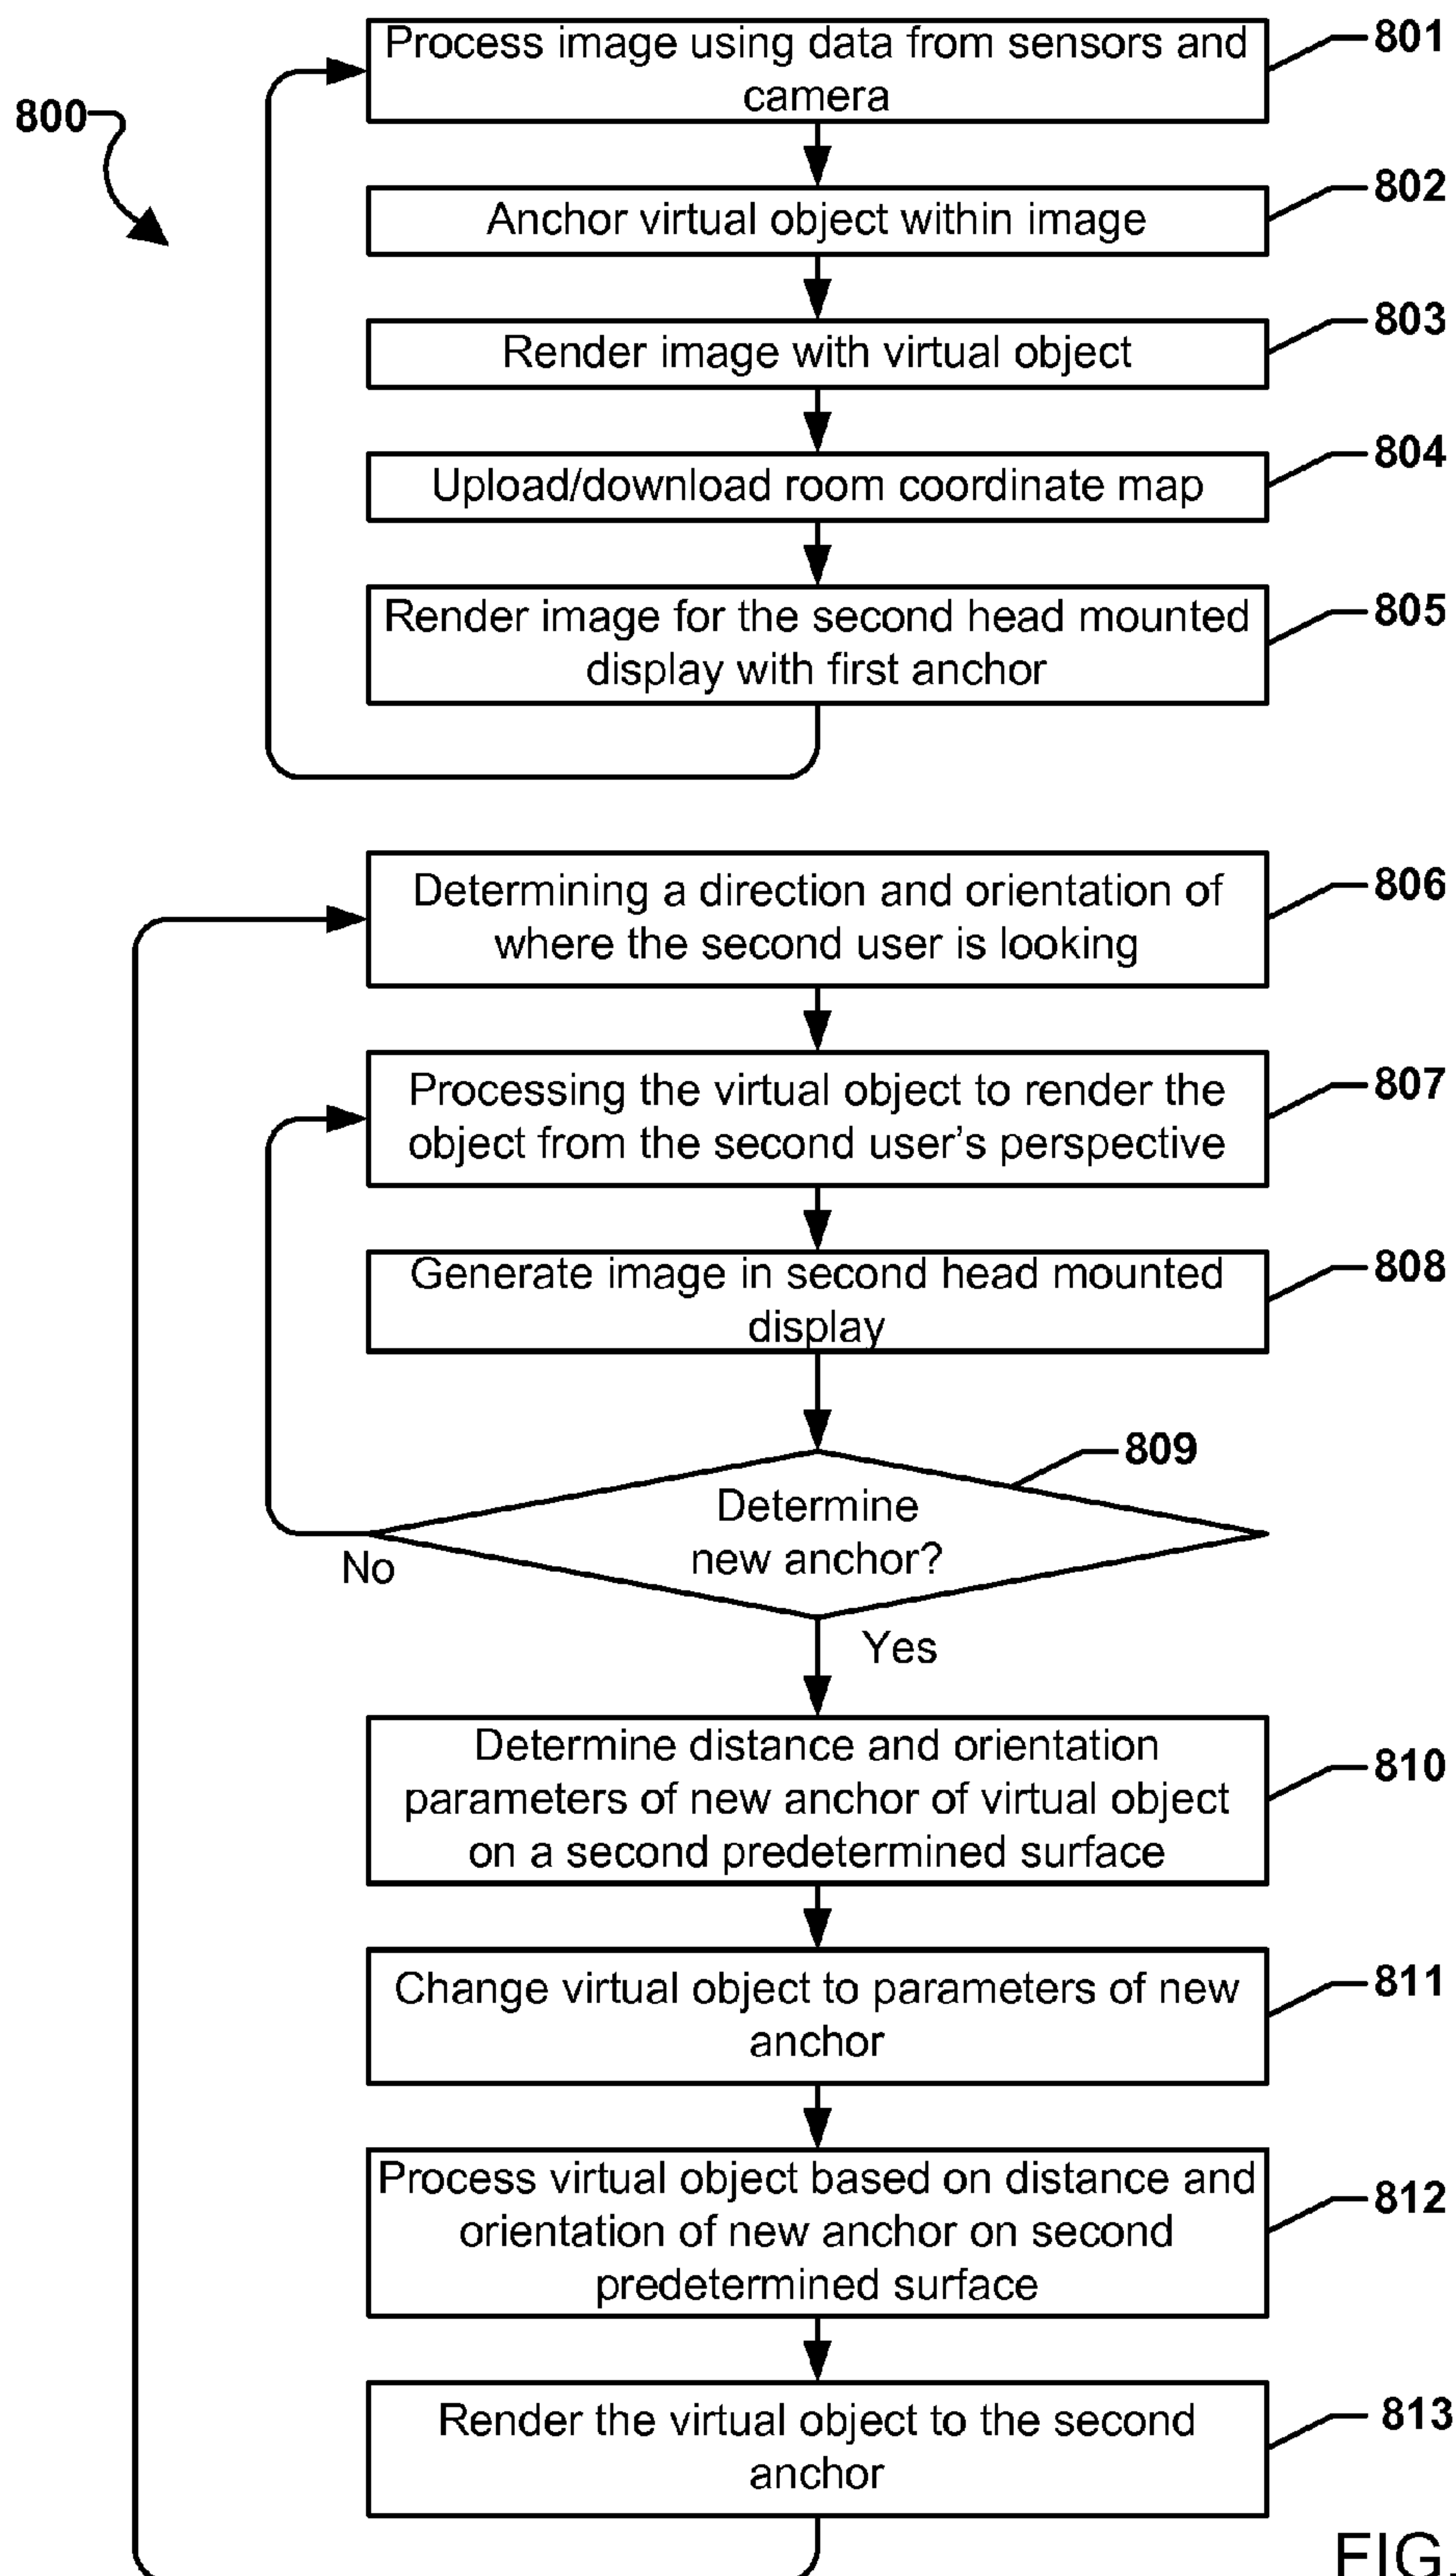 Process image using data from sensors and
camera
801
800
Anchor virtual object within image
802
Render image with virtual object
803
Upload/download room coordinate map
804
Render image for the second head mounted
display with first anchor
805
Determining a direction and orientation of
where the second user is looking
806
Processing the virtual object to render the
object from the second user's perspective
807
Generate image in second head mounted
display
808
809
Determine
new anchor?
No
Yes
Determine distance and orientation
parameters of new anchor of virtual object
on a second predetermined surface
810
Change virtual object to parameters of new
anchor
811
Process virtual object based on distance and
orientation of new anchor on second
predetermined surface
812
Render the virtual object to the second
anchor
813
FIG.